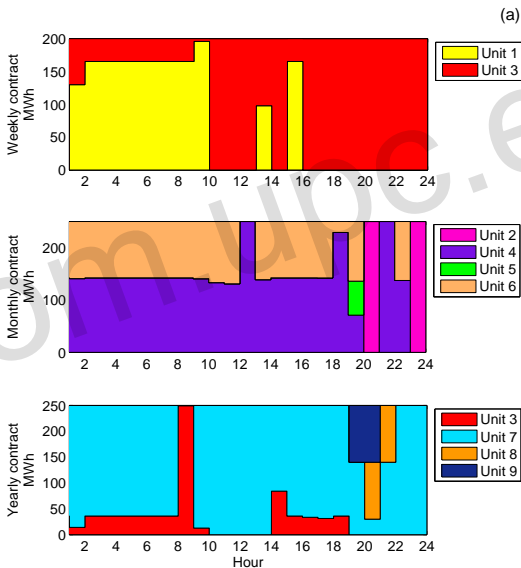 (a)
Weekly contract
MWh
200
150
100
50
0
2 4 6 8 10 12 14 16 18 20 22 24
Unit 1
Unit 3
Monthly contract
MWh
200
100
0
2 4 6 8 10 12 14 16 18 20 22 24
Unit 2
Unit 4
Unit 5
Unit 6
Yearly contract
MWh
250
200
150
100
50
0
2 4 6 8 10 12 14 16 18 20 22 24
Hour
Unit 3
Unit 7
Unit 8
Unit 9
om.upc.e